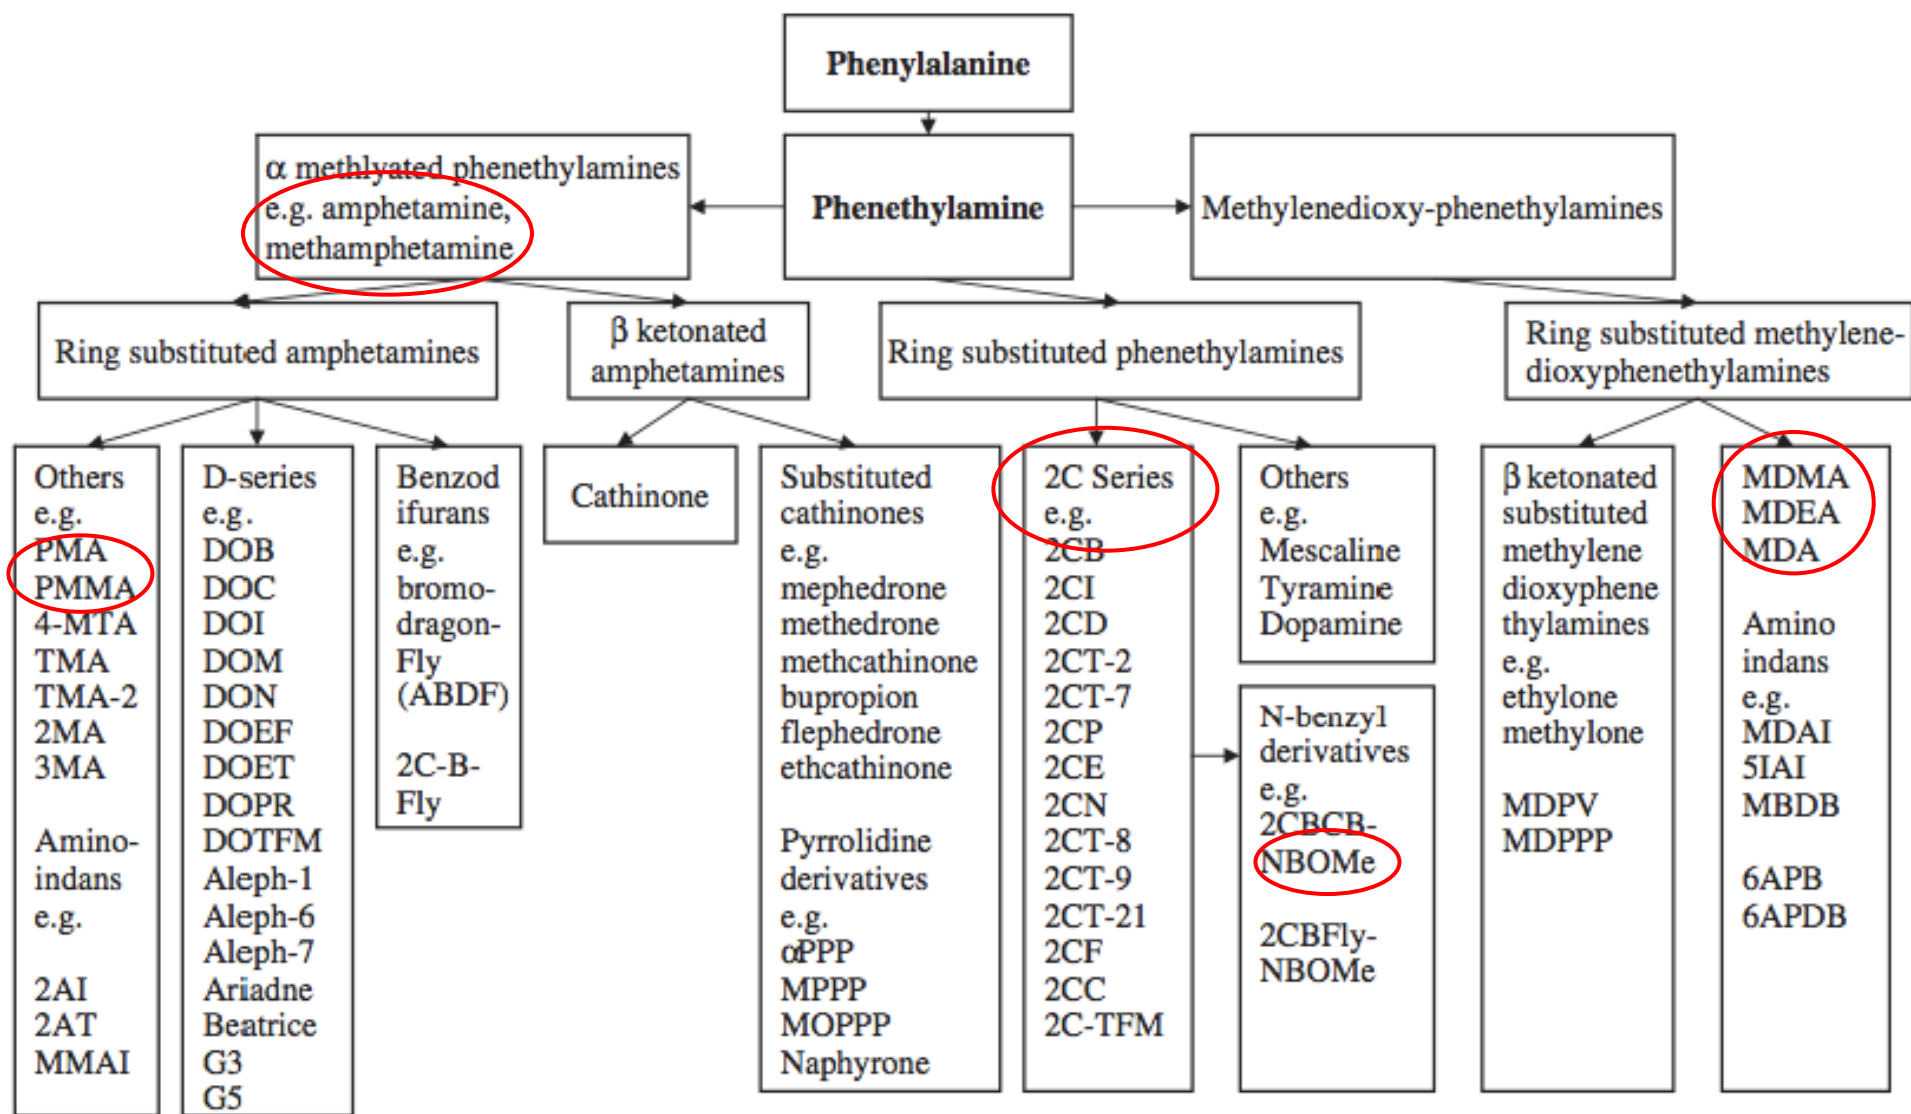 Phenylalanine
α methlyated phenethylamines
e.g. amphetamine,
methamphetamine
Phenethylamine
Methylenedioxy-phenethylamines
Ring substituted amphetamines
β ketonated
amphetamines
Ring substituted phenethylamines
Ring substituted methylene-
dioxyphenethylamines
Others
e.g.
PMA
PMMA
4-MTA
TMA
TMA-2
2MA
3MA
Amino-
indans
e.g.
2AI
2AT
MMAI
D-series
e.g.
DOB
DOC
DOI
DOM
DON
DOEF
DOET
DOPR
DOTFM
Aleph-1
Aleph-6
Aleph-7
Ariadne
Beatrice
G3
G5
Benzod
ifurans
e.g.
bromo-
dragon-
Fly
(ABDF)
2C-B-
Fly
Cathinone
Substituted
cathinones
e.g.
mephedrone
methedrone
methcathinone
bupropion
flephedrone
ethcathinone
Pyrrolidine
derivatives
e.g.
αPPP
MPPP
MOPPP
Naphyrone
2C Series
e.g.
2CB
2CI
2CD
2CT-2
2CT-7
2CP
2CE
2CN
2CT-8
2CT-9
2CT-21
2CF
2CC
2C-TFM
Others
e.g.
Mescaline
Tyramine
Dopamine
N-benzyl
derivatives
e.g.
2CBCB-
NBOMe
2CBFly-
NBOMe
β ketonated
substituted
methylene
dioxyphene
thylamines
e.g.
ethylone
methylone
MDPV
MDPPP
MDMA
MDEA
MDA
Amino
indans
e.g.
MDAI
5IAI
MBDB
6APB
6APDB